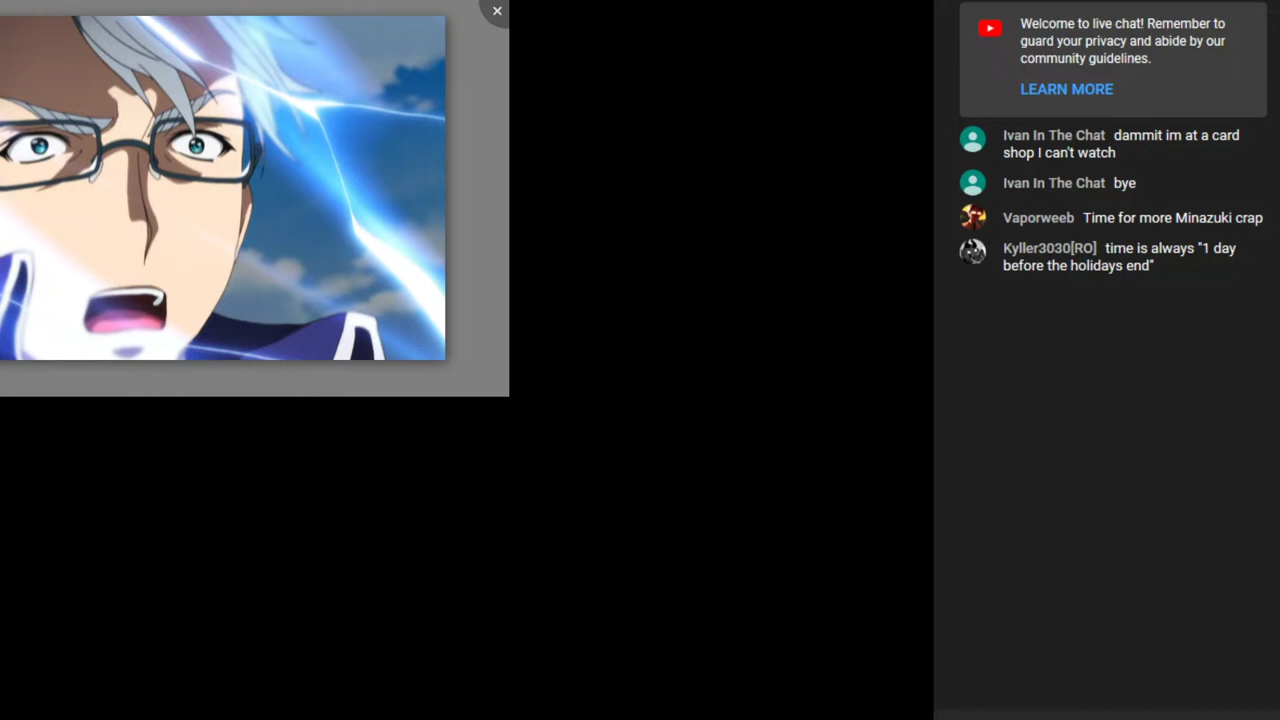 Welcome to live chat! Remember to
guard your privacy and abide by our
community guidelines.
LEARN MORE
Ivan In The Chat dammit im at a card
shop I can't watch
Ivan In The Chat bye
Vaporweeb Time for more Minazuki crap
Kyller3030[RO] time is always "1 day
before the holidays end"